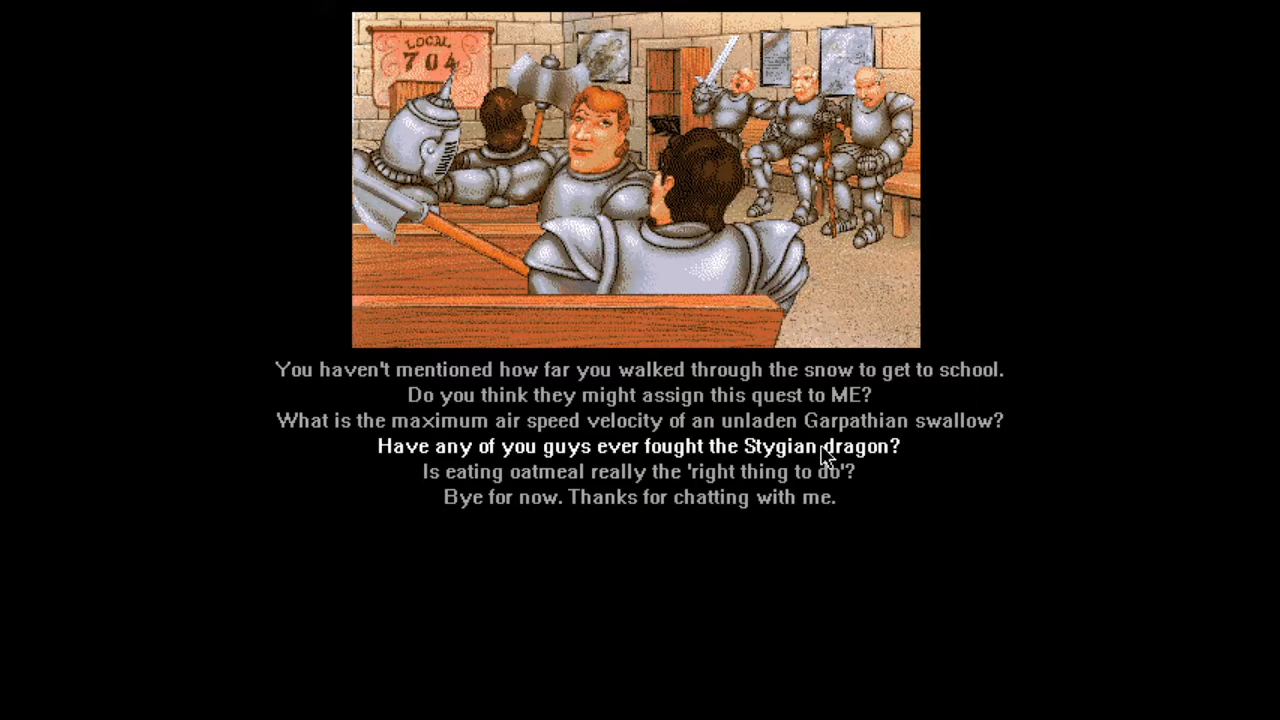 LOCAL
704
You haven't mentioned how far you walked through the snow to get to school.
Do you think they might assign this quest to ME?
What is the maximum air speed velocity of an unladen Garpathian swallow?
Have any of you guys ever fought the Stygian dragon?
Is eating oatmeal really the 'right thing to do'?
Bye for now. Thanks for chatting with me.